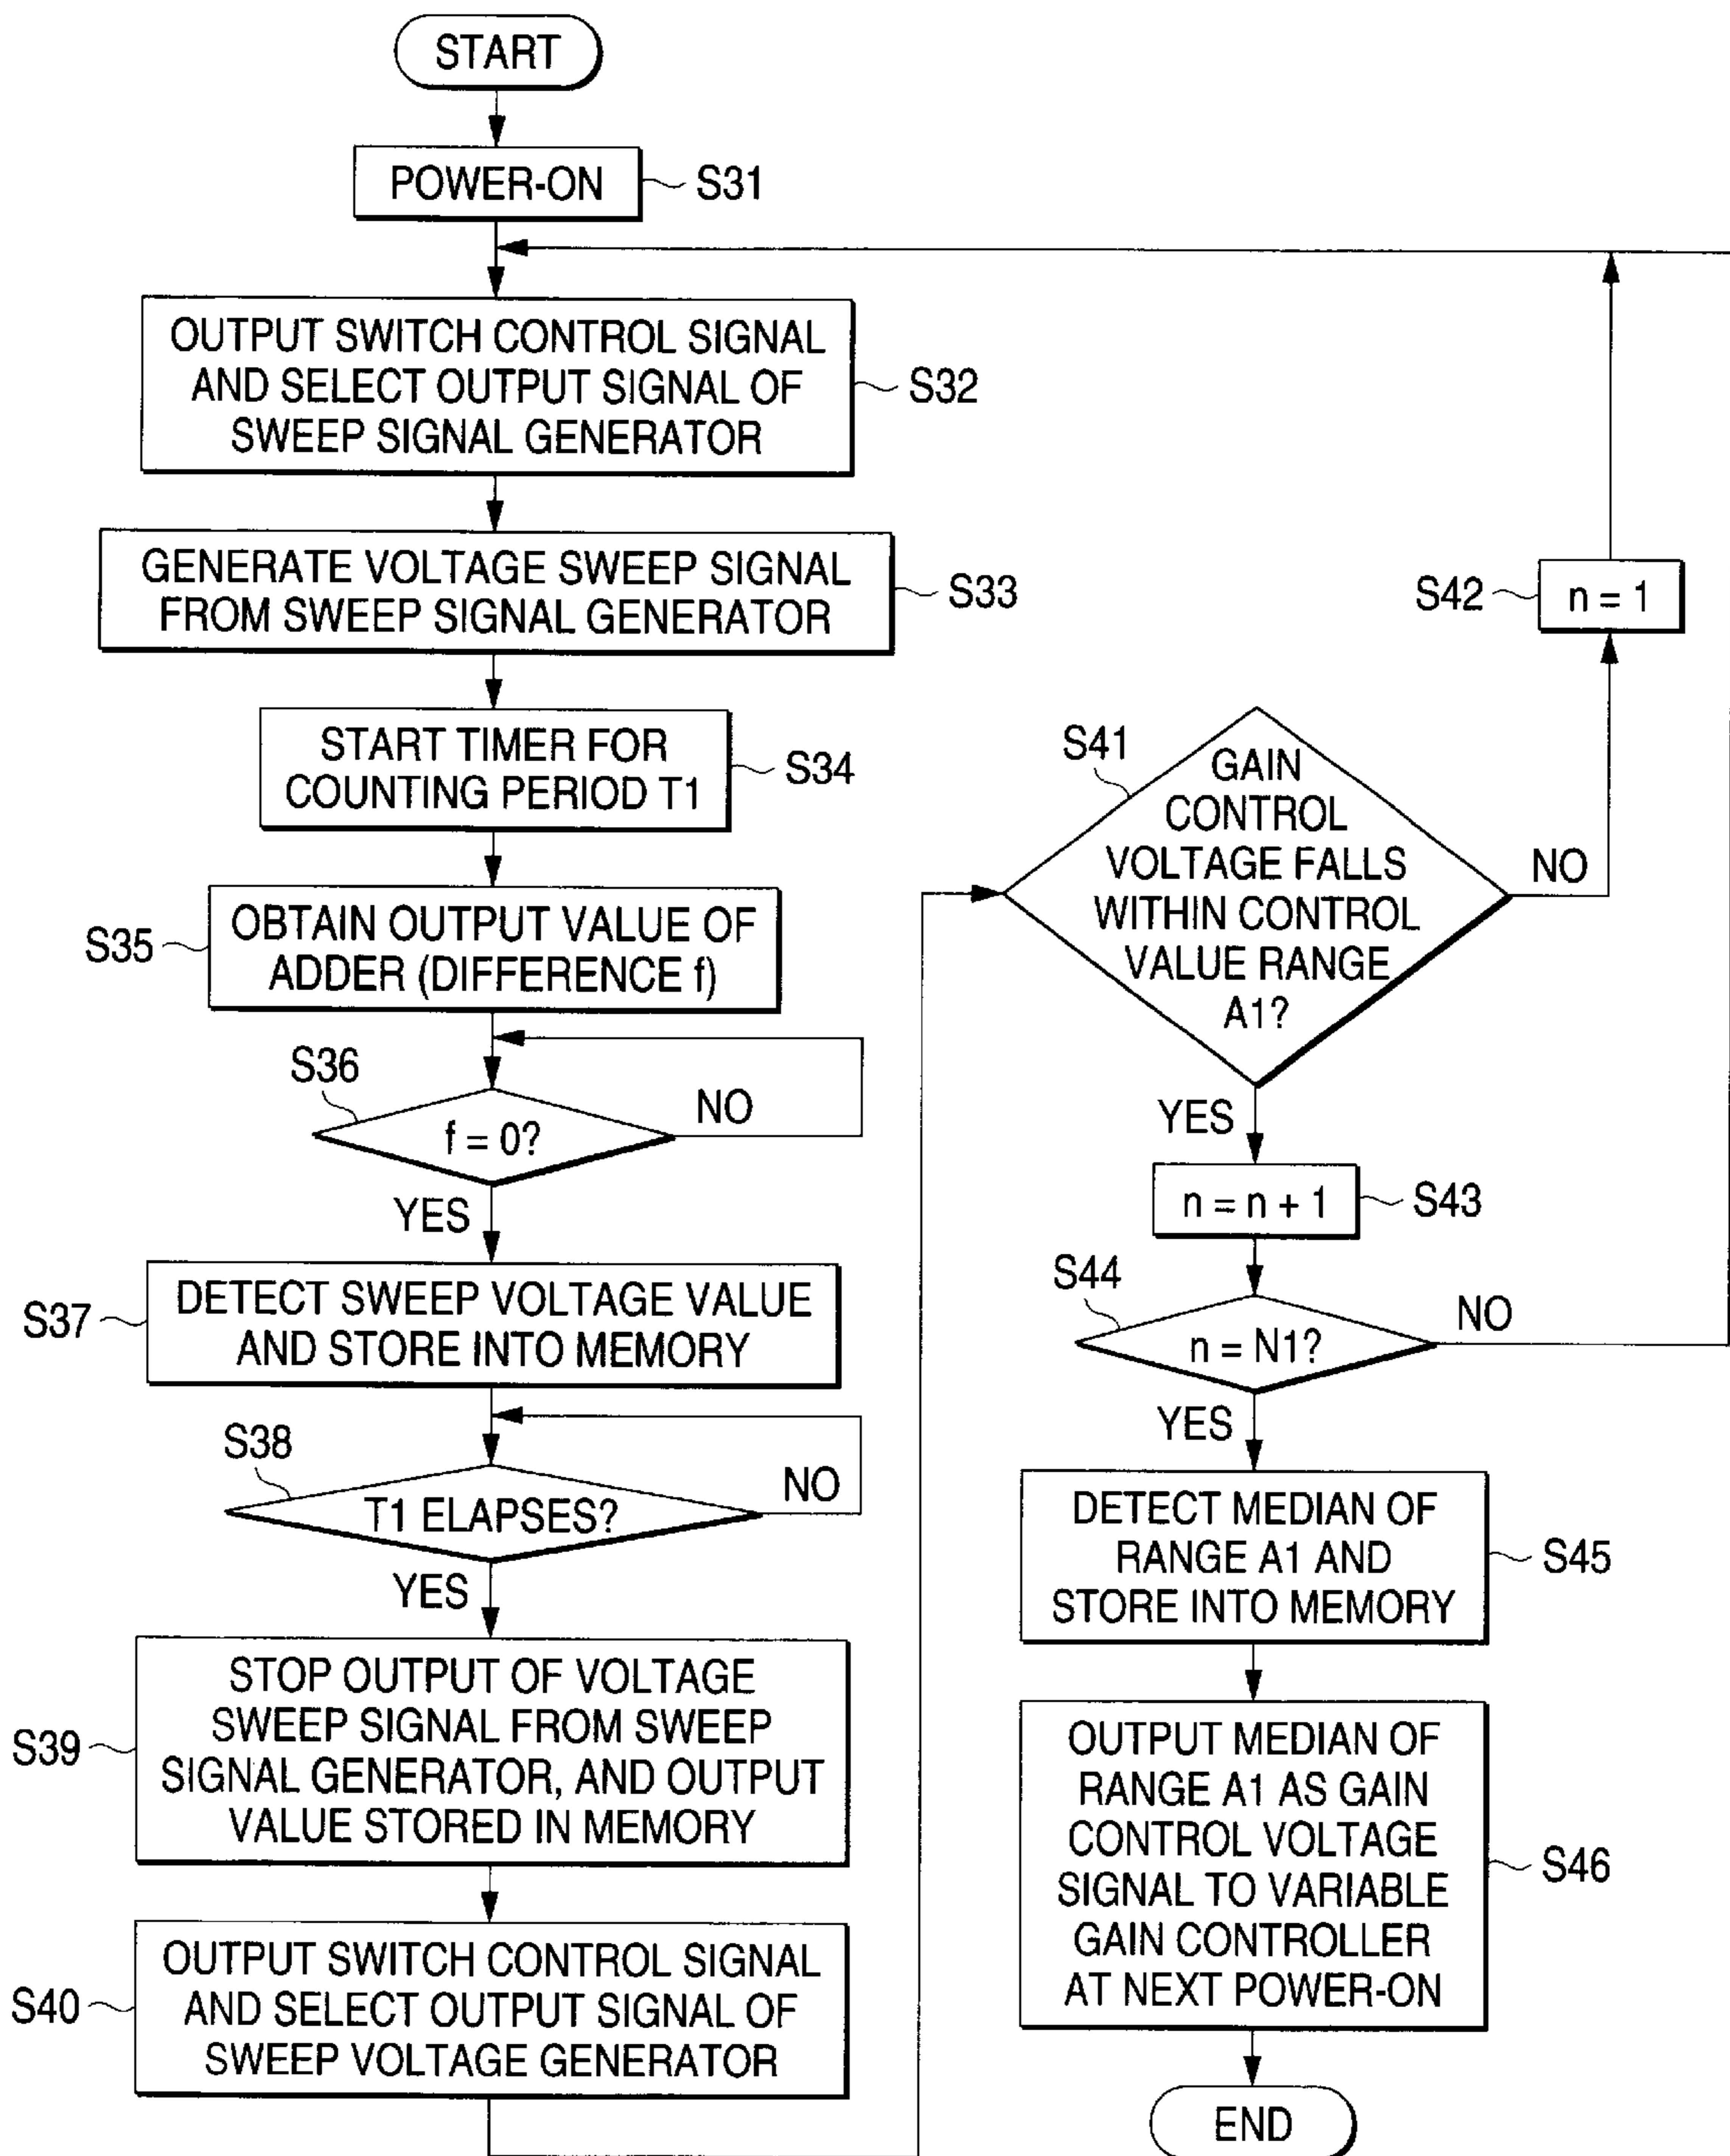 START
POWER-ON
S31
OUTPUT SWITCH CONTROL SIGNAL
AND SELECT OUTPUT SIGNAL OF
SWEEP SIGNAL GENERATOR
S32
GENERATE VOLTAGE SWEEP SIGNAL
FROM SWEEP SIGNAL GENERATOR
S33
START TIMER FOR
COUNTING PERIOD T1
S34
S35
OBTAIN OUTPUT VALUE OF
ADDER (DIFFERENCE f)
S36
f = 0?
NO
YES
S37
DETECT SWEEP VOLTAGE VALUE
AND STORE INTO MEMORY
S38
T1 ELAPSES?
NO
YES
S39
STOP OUTPUT OF VOLTAGE
SWEEP SIGNAL FROM SWEEP
SIGNAL GENERATOR, AND OUTPUT
VALUE STORED IN MEMORY
S40
OUTPUT SWITCH CONTROL SIGNAL
AND SELECT OUTPUT SIGNAL OF
SWEEP VOLTAGE GENERATOR
S41
GAIN
CONTROL
VOLTAGE FALLS
WITHIN CONTROL
VALUE RANGE
A1?
NO
S42
n = 1
YES
n = n + 1
S43
S44
n = N1?
NO
YES
DETECT MEDIAN OF
RANGE A1 AND
STORE INTO MEMORY
S45
OUTPUT MEDIAN OF
RANGE A1 AS GAIN
CONTROL VOLTAGE
SIGNAL TO VARIABLE
GAIN CONTROLLER
AT NEXT POWER-ON
S46
END